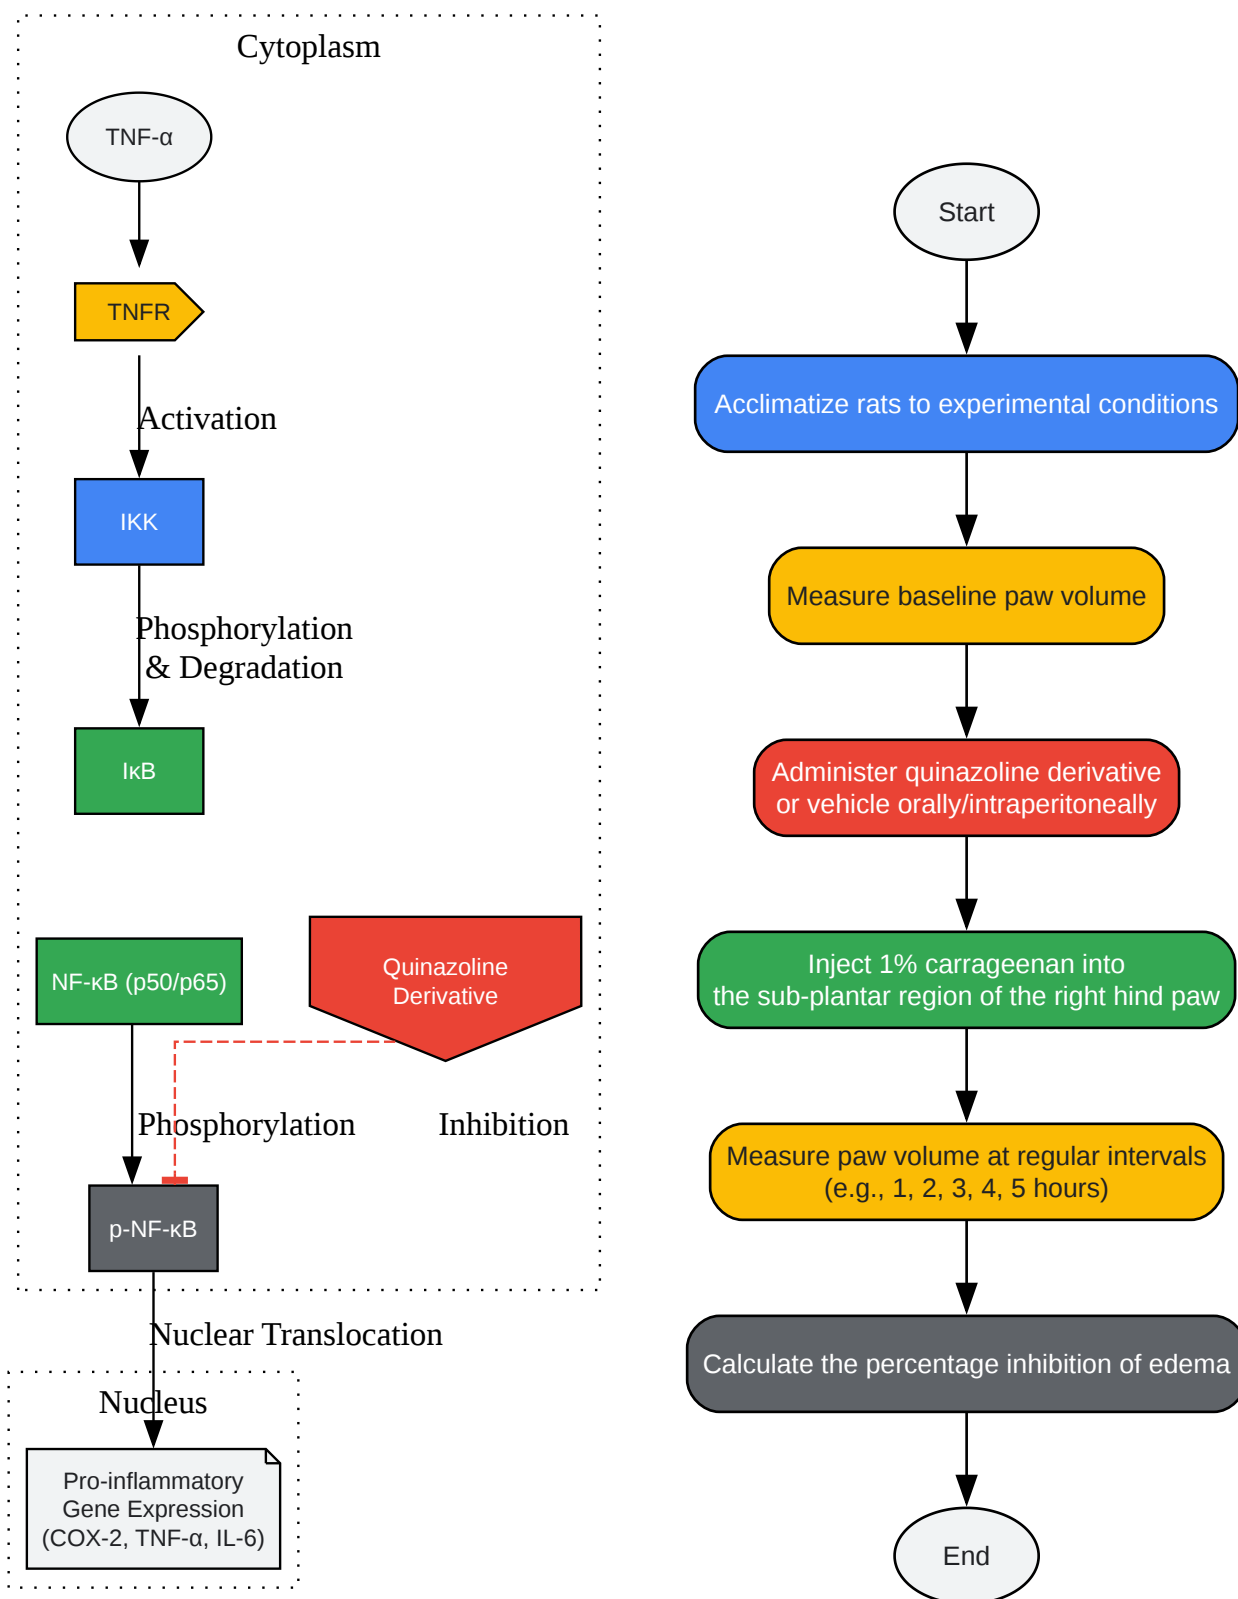 Cytoplasm
TNF-α
TNFR
Activation
IKK
Phosphorylation
& Degradation
IκB
NF-κB (p50/p65)
Quinazoline
Derivative
Phosphorylation
Inhibition
p-NF-κB
Nuclear Translocation
Nucleus
Pro-inflammatory
Gene Expression
(COX-2, TNF-α, IL-6)
Start
Acclimatize rats to experimental conditions
Measure baseline paw volume
Administer quinazoline derivative
or vehicle orally/intraperitoneally
Inject 1% carrageenan into
the sub-plantar region of the right hind paw
Measure paw volume at regular intervals
(e.g., 1, 2, 3, 4, 5 hours)
Calculate the percentage inhibition of edema
End